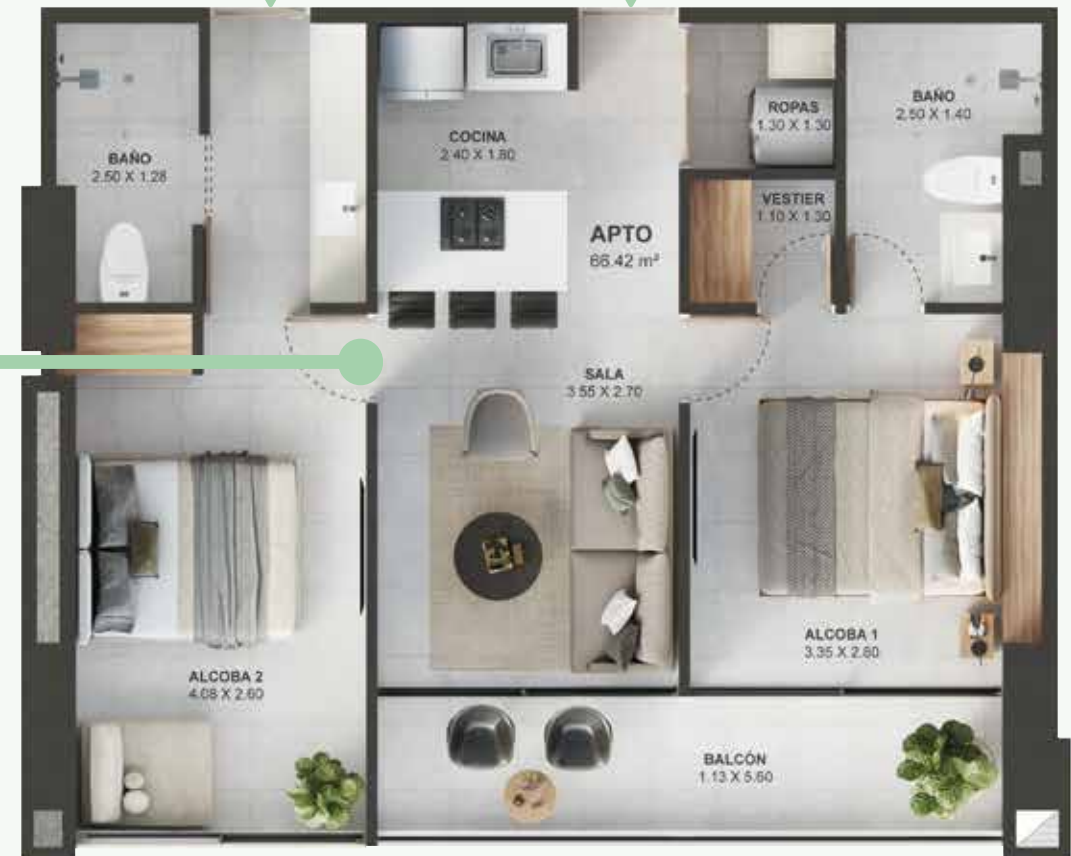 BAÑO
2.50 X 1.28
COCINA
2.40 X 1.80
ROPAS
1.30 X 1.30
BAÑO
2.50 X 1.40
VESTIER
1.10 X 1.30
APTO
66.42 m²
SALA
3.55 X 2.70
ALCOBA 2
4.08 X 2.60
ALCOBA 1
3.35 X 2.80
BALCÓN
1.13 X 5.60